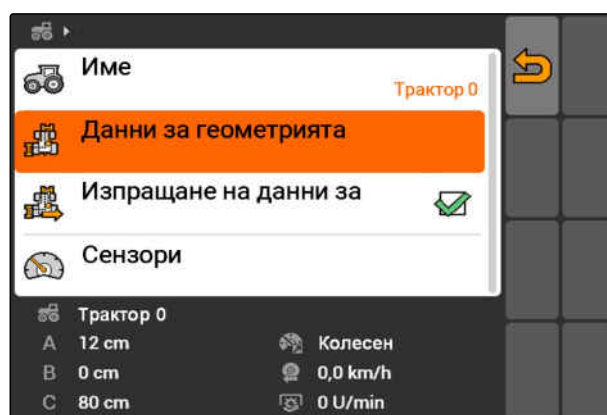 Име
Трактор 0
Данни за геометрията
Изпращане на данни за
Сензори
Трактор 0
A 12 cm Колесен
B 0 cm 0,0 km/h
C 80 cm 0 U/min